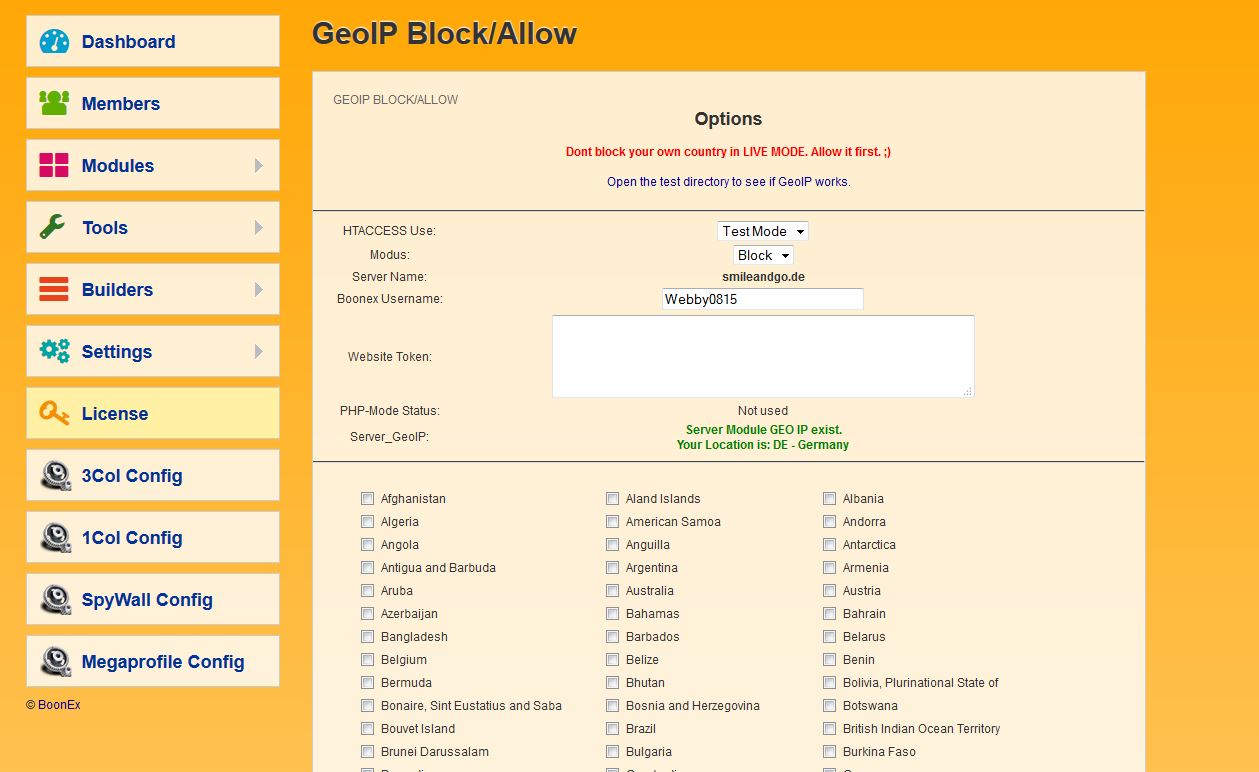 Dashboard
Members
Modules
Tools
Builders
Settings
License
3Col Config
1Col Config
SpyWall Config
Megaprofile Config
© BoonEx
GeoIP Block/Allow
GEOIP BLOCK/ALLOW
Options
Dont block your own country in LIVE MODE. Allow it first. ;)
Open the test directory to see if GeoIP works.
HTACCESS Use: Test Mode
Modus: Block
Server Name: smileandgo.de
Boonex Username: Webby0815
Website Token:
PHP-Mode Status: Not used
Server_GeoIP: Server Module GEO IP exist.
Your Location is: DE - Germany
Afghanistan Aland Islands Albania
Algeria American Samoa Andorra
Angola Anguilla Antarctica
Antigua and Barbuda Argentina Armenia
Aruba Australia Austria
Azerbaijan Bahamas Bahrain
Bangladesh Barbados Belarus
Belgium Belize Benin
Bermuda Bhutan Bolivia, Plurinational State of
Bonaire, Sint Eustatius and Saba Bosnia and Herzegovina Botswana
Bouvet Island Brazil British Indian Ocean Territory
Brunei Darussalam Bulgaria Burkina Faso